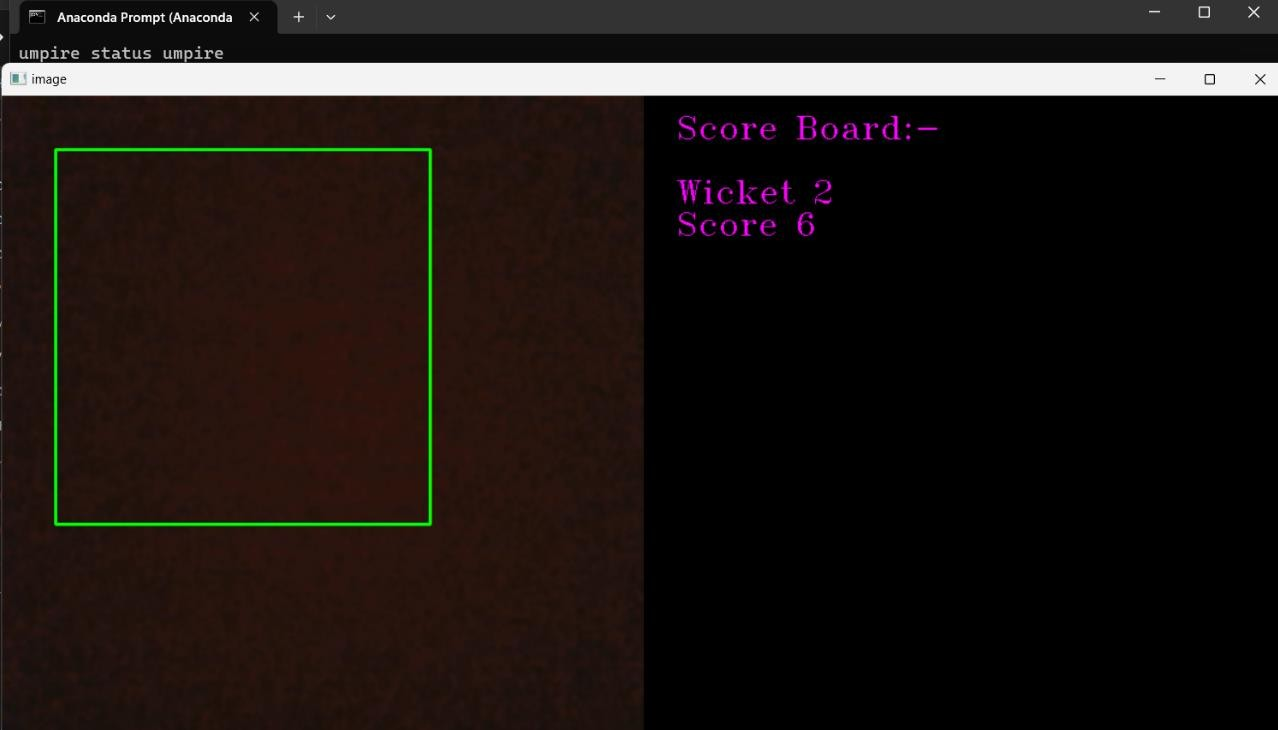 Anaconda Prompt (Anaconda
umpire status umpire
image
Score Board:-
Wicket 2
Score 6